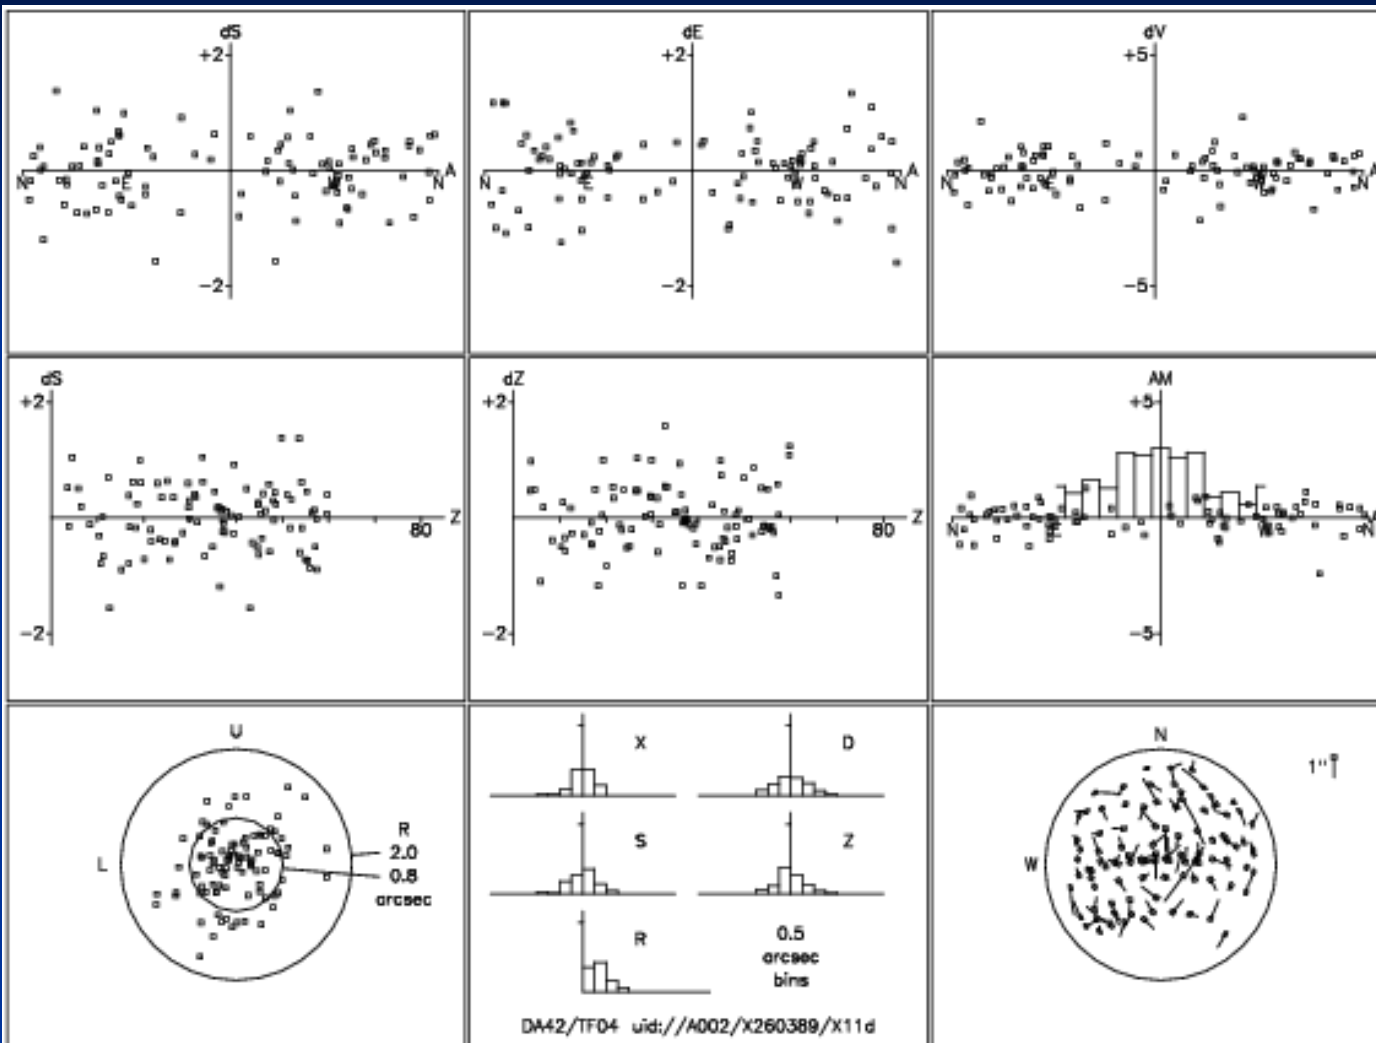 dS
+2
N E W N A
-2
dE
+2
N E W N A
-2
dV
+5
N E W N A
-5
dS
+2
80 Z
-2
dZ
+2
80 Z
-2
AM
+5
N E W N
-5
U
L
R
2.0
0.8
arcsec
X D
S Z
R 0.5
arcsec
bins
DA42/TF04 uid://A002/X260389/X11d
N
1"
W